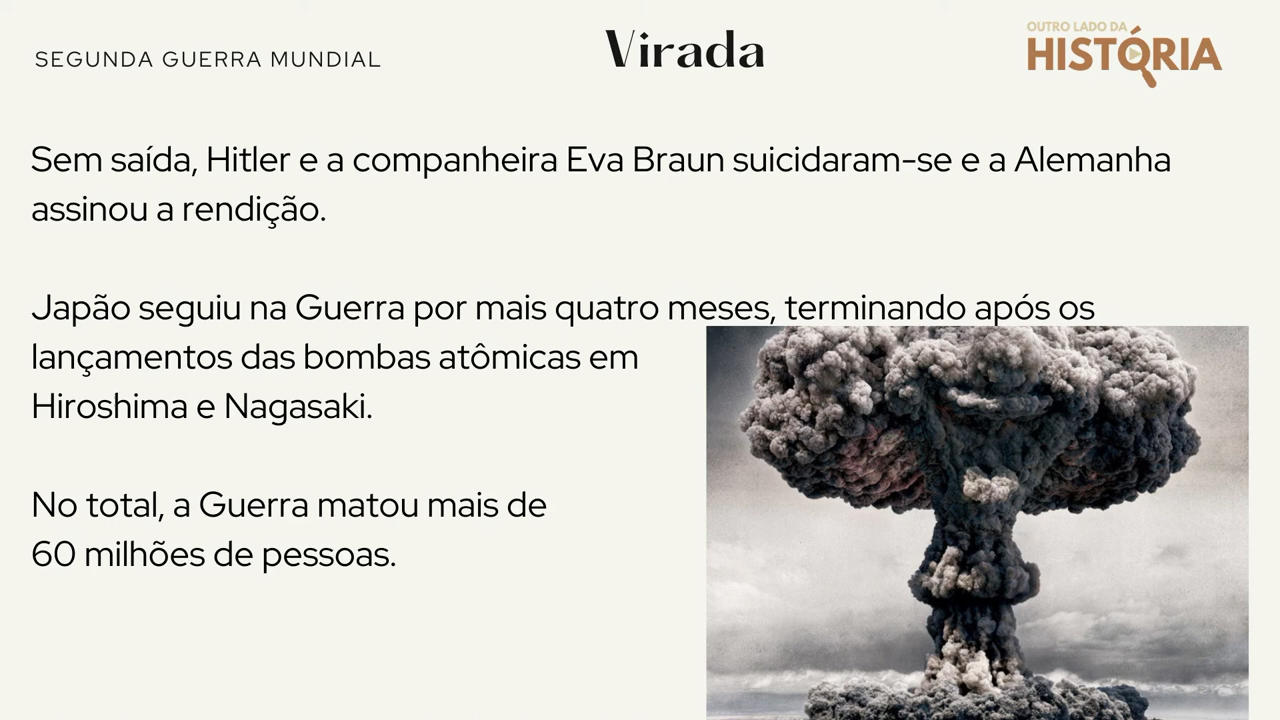 SEGUNDA GUERRA MUNDIAL
Virada
OUTRO LADO DA
HISTÓRIA
Sem saída, Hitler e a companheira Eva Braun suicidaram-se e a Alemanha
assinou a rendição.
Japão seguiu na Guerra por mais quatro meses, terminando após os
lançamentos das bombas atômicas em
Hiroshima e Nagasaki.
No total, a Guerra matou mais de
60 milhões de pessoas.